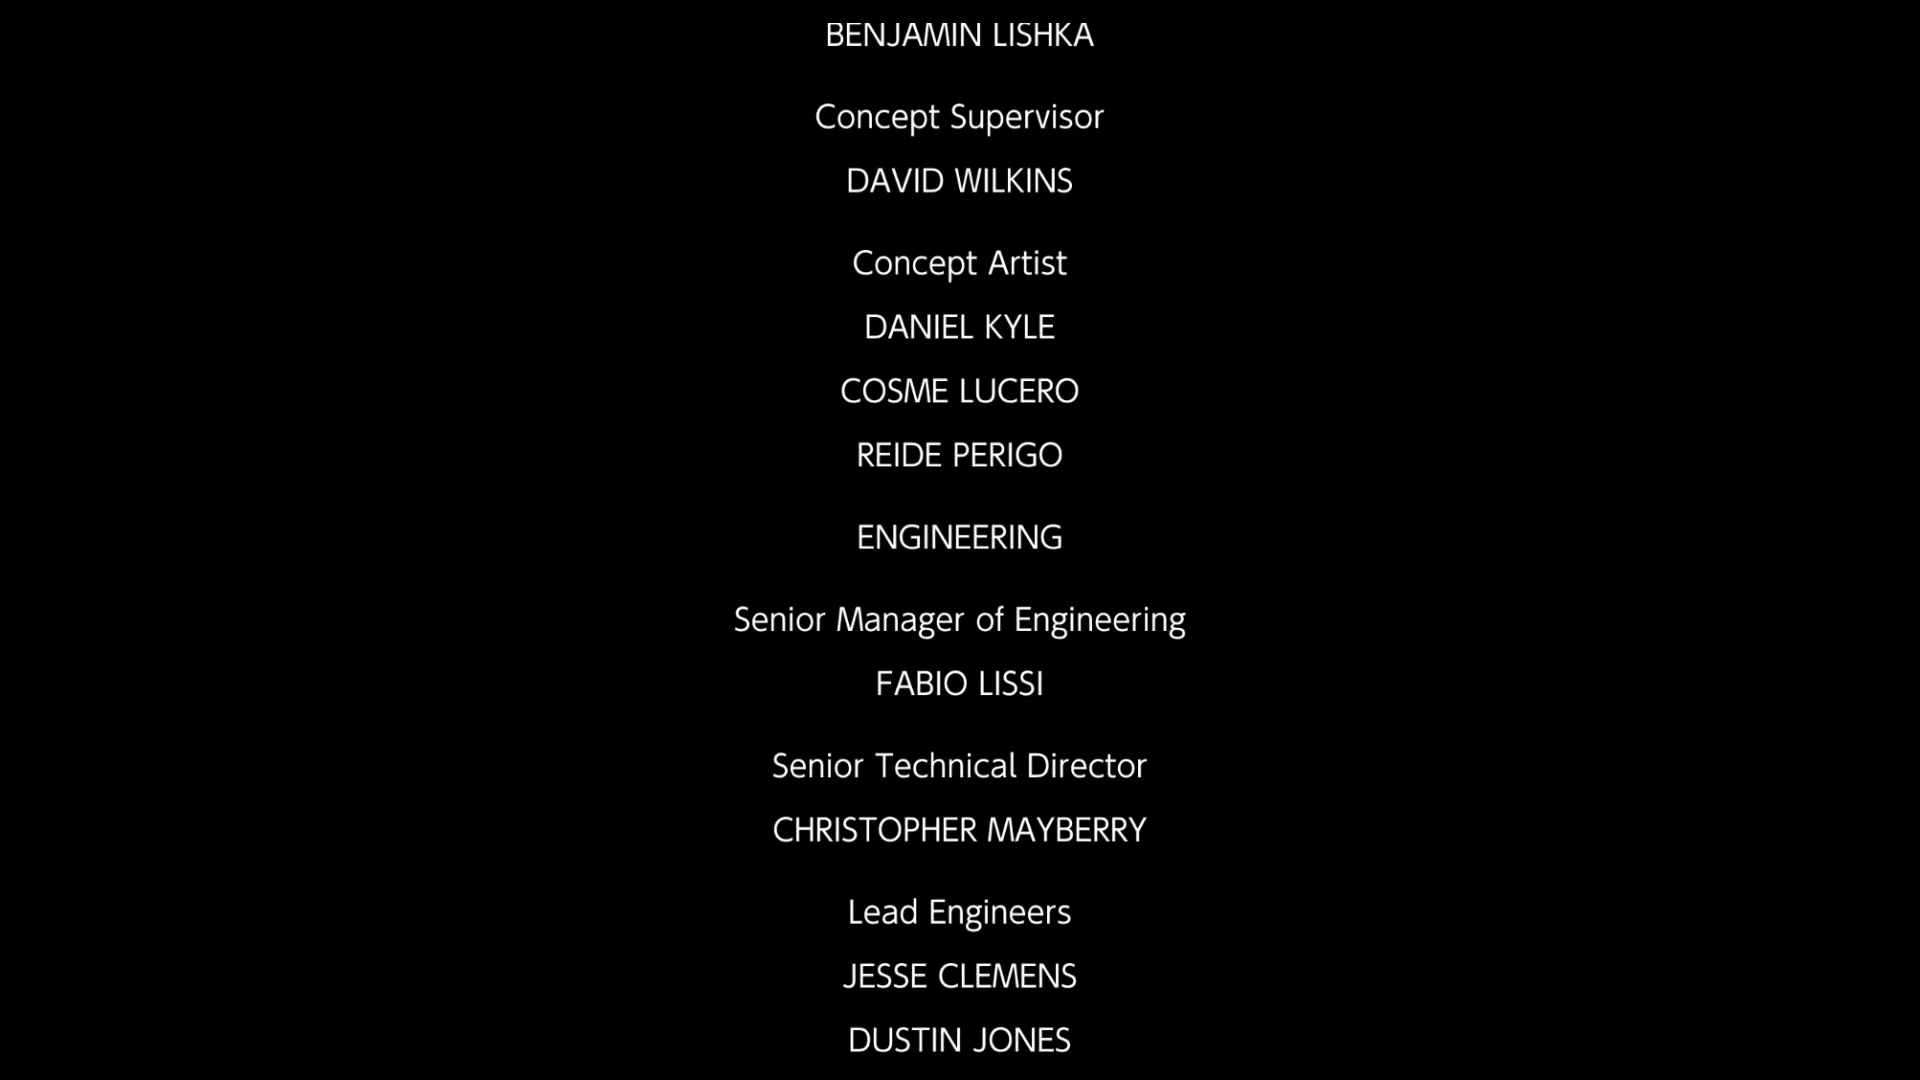 BENJAMIN LISHKA
Concept Supervisor
DAVID WILKINS
Concept Artist
DANIEL KYLE
COSME LUCERO
REIDE PERIGO
ENGINEERING
Senior Manager of Engineering
FABIO LISSI
Senior Technical Director
CHRISTOPHER MAYBERRY
Lead Engineers
JESSE CLEMENS
DUSTIN JONES